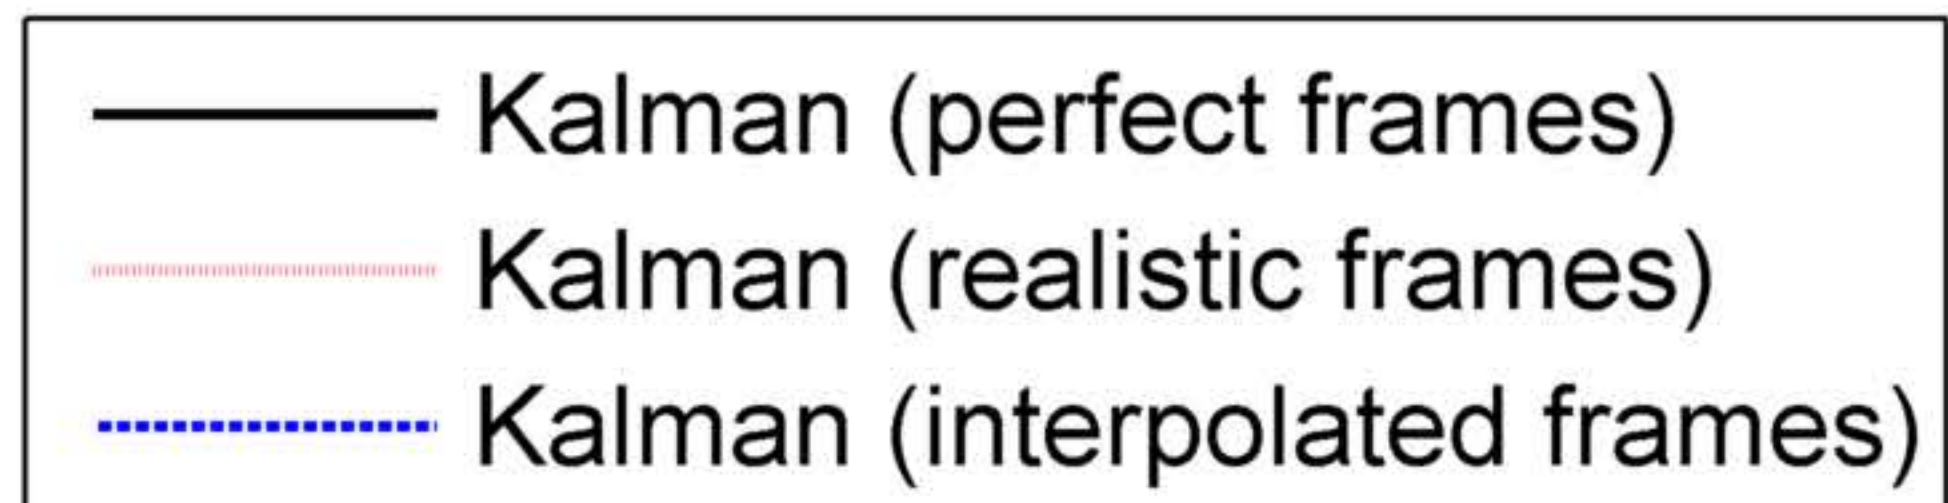 Kalman (perfect frames)
Kalman (realistic frames)
Kalman (interpolated frames)